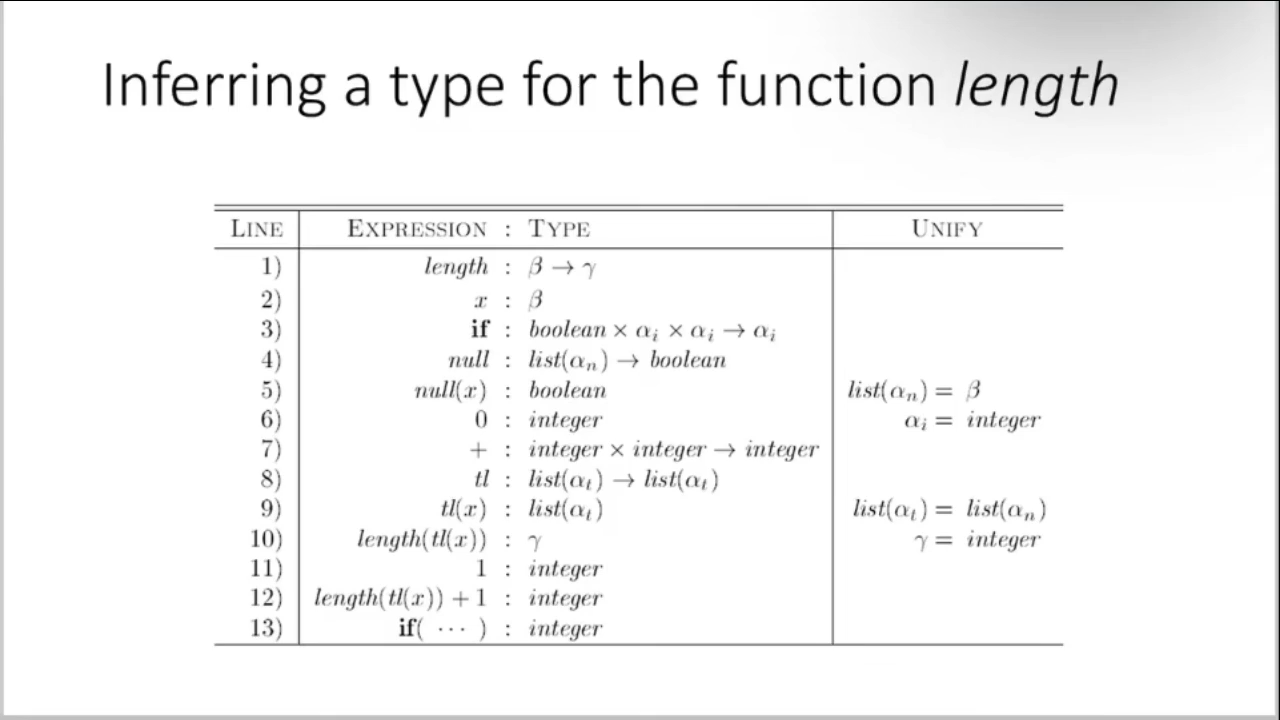 Inferring a type for the function length
LINE EXPRESSION : TYPE UNIFY
1) length : β → γ
2) x : β
3) if : boolean × αᵢ × αᵢ → αᵢ
4) null : list(αₙ) → boolean
5) null(x) : boolean list(αₙ) = β
6) 0 : integer αᵢ = integer
7) + : integer × integer → integer
8) tl : list(αₜ) → list(αₜ)
9) tl(x) : list(αₜ) list(αₜ) = list(αₙ)
10) length(tl(x)) : γ γ = integer
11) 1 : integer
12) length(tl(x)) + 1 : integer
13) if( ··· ) : integer